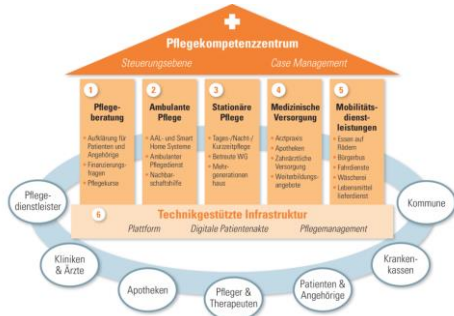 Pflegekompetenzzentrum
Steuerungsebene
Case Management
1
Pflege-
beratung
• Aufklärung für
Patienten und
Angehörige
• Finanzierungs-
fragen
• Pflegekurse
2
Ambulante
Pflege
• AAL- und Smart
Home Systeme
• Ambulanter
Pflegedienst
• Nachbar-
schaftshilfe
3
Stationäre
Pflege
• Tages-/Nacht-/
Kurzzeitpflege
• Betreute WG
• Mehr-
generationen
haus
4
Medizinische
Versorgung
• Arztpraxis
• Apotheken
• Zahnärztliche
Versorgung
• Weiterbildungs-
angebote
5
Mobilitäts-
dienst-
leistungen
• Essen auf
Rädern
• Bürgerbus
• Fahrdienste
• Wäscherei
• Lebensmittel
lieferdienst
6
Technikgestützte Infrastruktur
Plattform
Digitale Patientenakte
Pflegemanagement
Pflege-
dienstleister
Kliniken
& Ärzte
Apotheken
Pfleger &
Therapeuten
Patienten &
Angehörige
Kranken-
kassen
Kommune